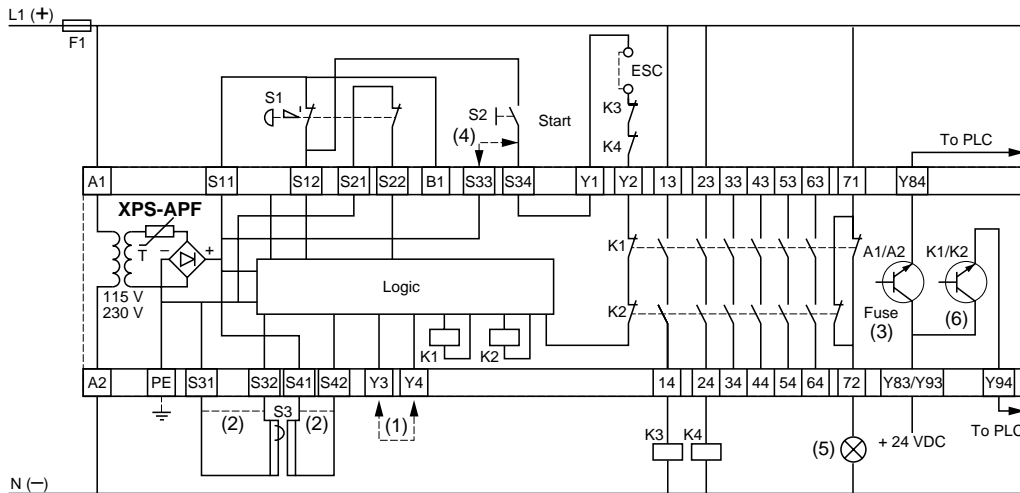 L1 (+)
F1
ESC
S1
K3
S2
Start
(4)
K4
To PLC
A1
S11
S12
S21
S22
B1
S33
S34
Y1
Y2
13
23
33
43
53
63
71
Y84
XPS-APF
T
–
+
K1
A1/A2
K1/K2
Logic
115 V
230 V
K2
Fuse
(3)
(6)
K1
K2
A2
PE
S31
S32
S41
S42
Y3
Y4
14
24
34
44
54
64
72
Y83/Y93
Y94
(2)
S3
(2)
(1)
K3
K4
(5)
+ 24 VDC
To PLC
N (–)